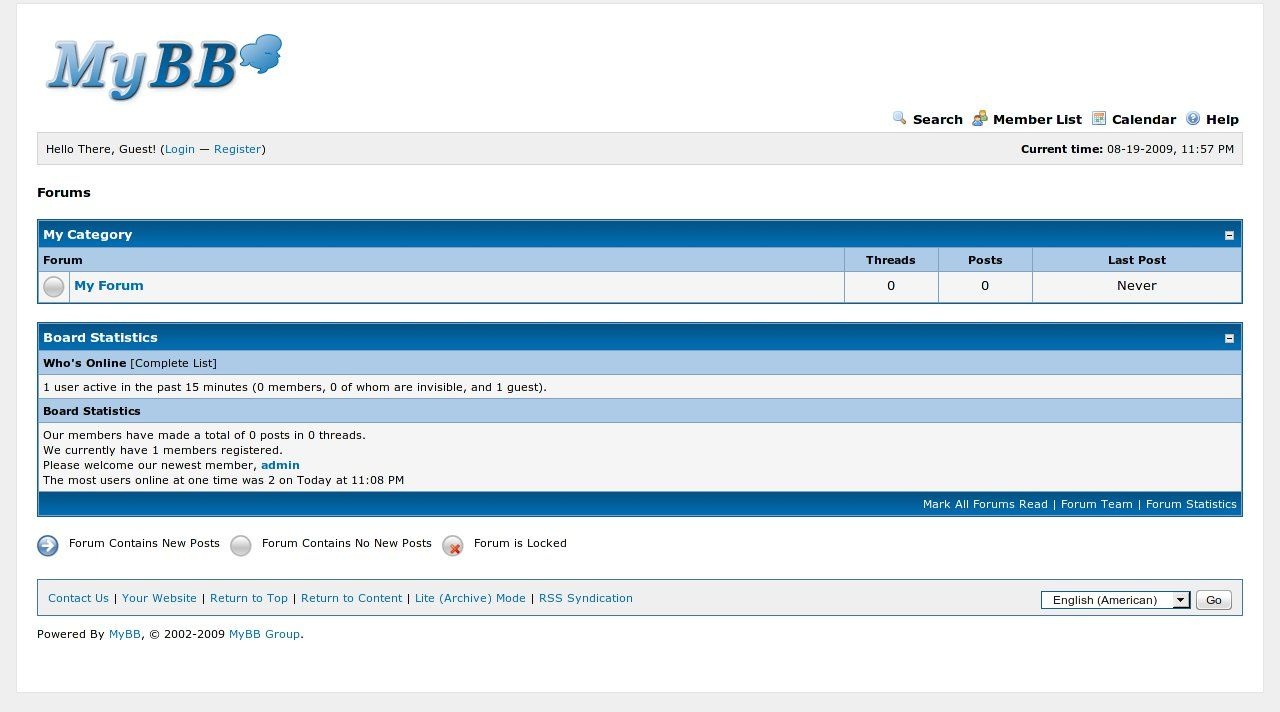 MyBB
Search Member List Calendar Help
Hello There, Guest! (Login — Register) Current time: 08-19-2009, 11:57 PM
Forums
My Category
Forum Threads Posts Last Post
My Forum 0 0 Never
Board Statistics
Who's Online [Complete List]
1 user active in the past 15 minutes (0 members, 0 of whom are invisible, and 1 guest).
Board Statistics
Our members have made a total of 0 posts in 0 threads.
We currently have 1 members registered.
Please welcome our newest member, admin
The most users online at one time was 2 on Today at 11:08 PM
Mark All Forums Read | Forum Team | Forum Statistics
Forum Contains New Posts Forum Contains No New Posts Forum is Locked
Contact Us | Your Website | Return to Top | Return to Content | Lite (Archive) Mode | RSS Syndication English (American) Go
Powered By MyBB, © 2002-2009 MyBB Group.